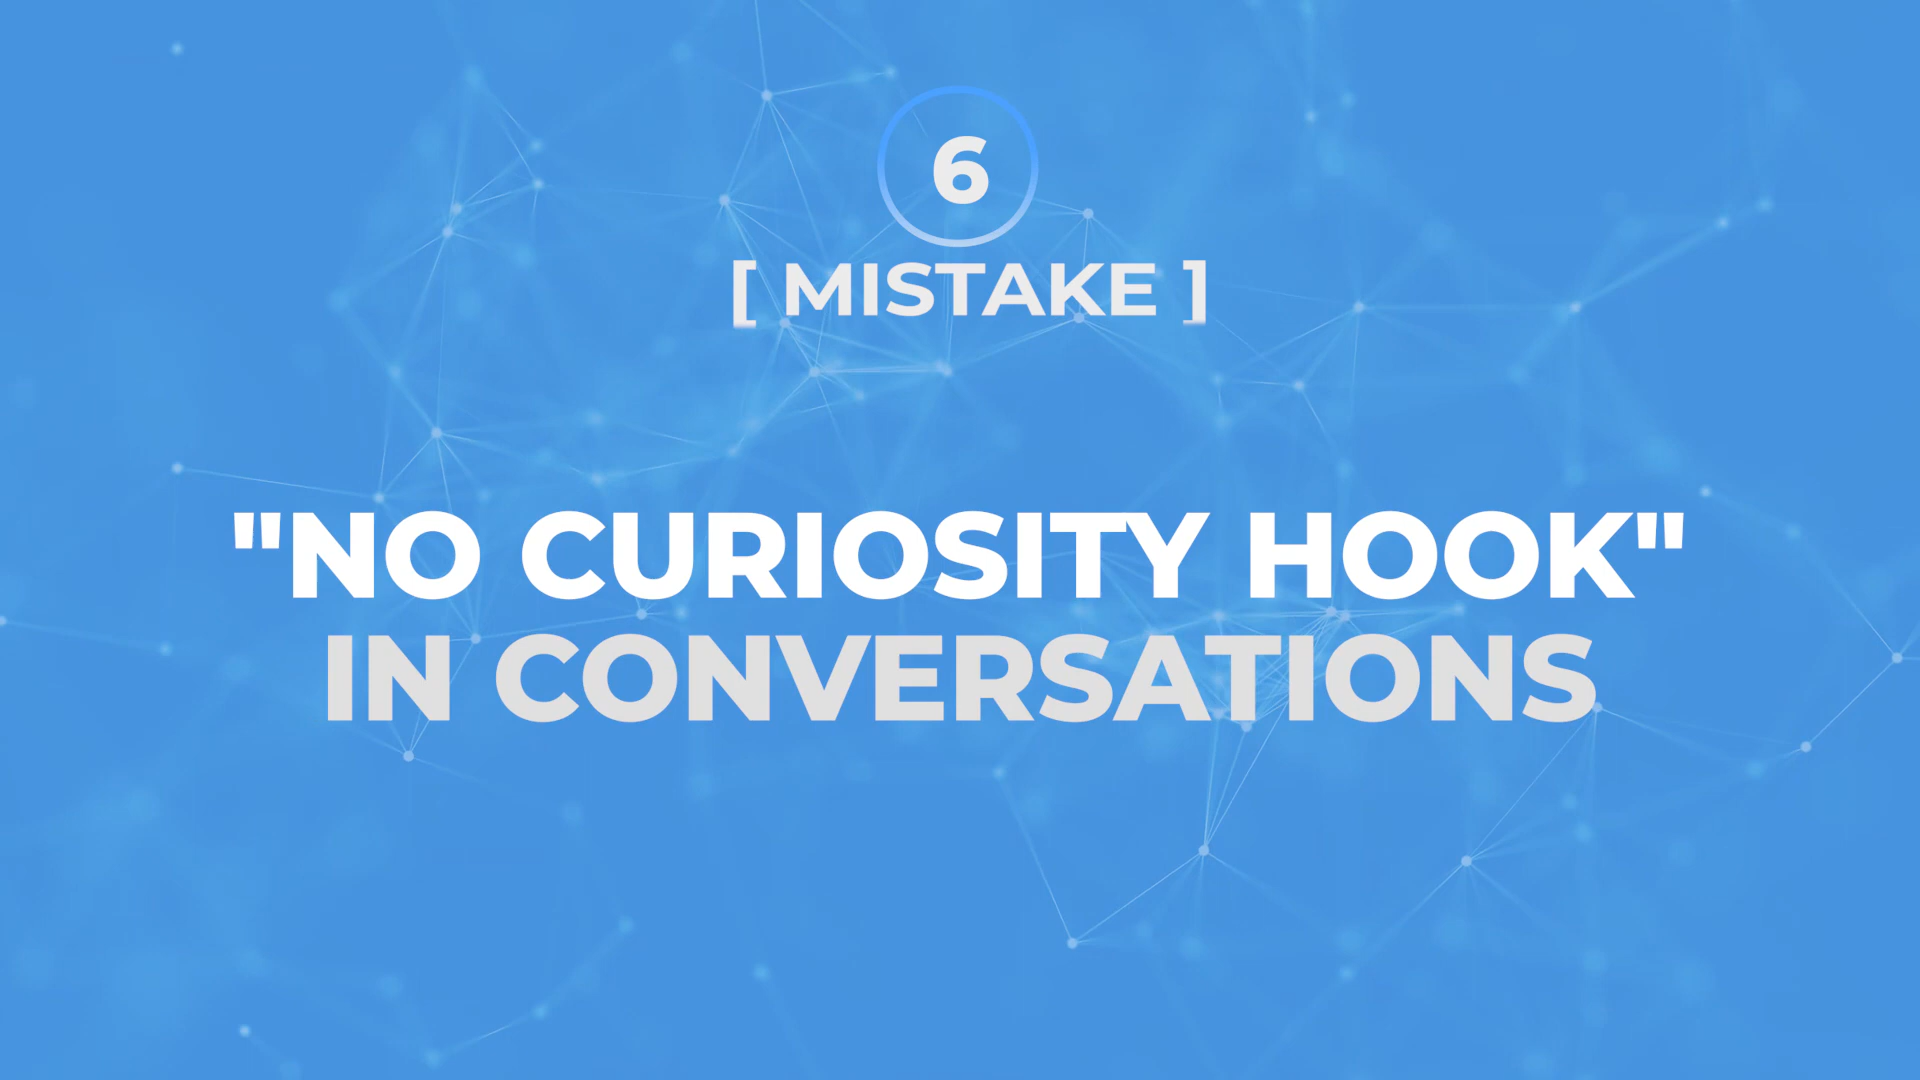 6
[ MISTAKE ]
"NO CURIOSITY HOOK"
IN CONVERSATIONS